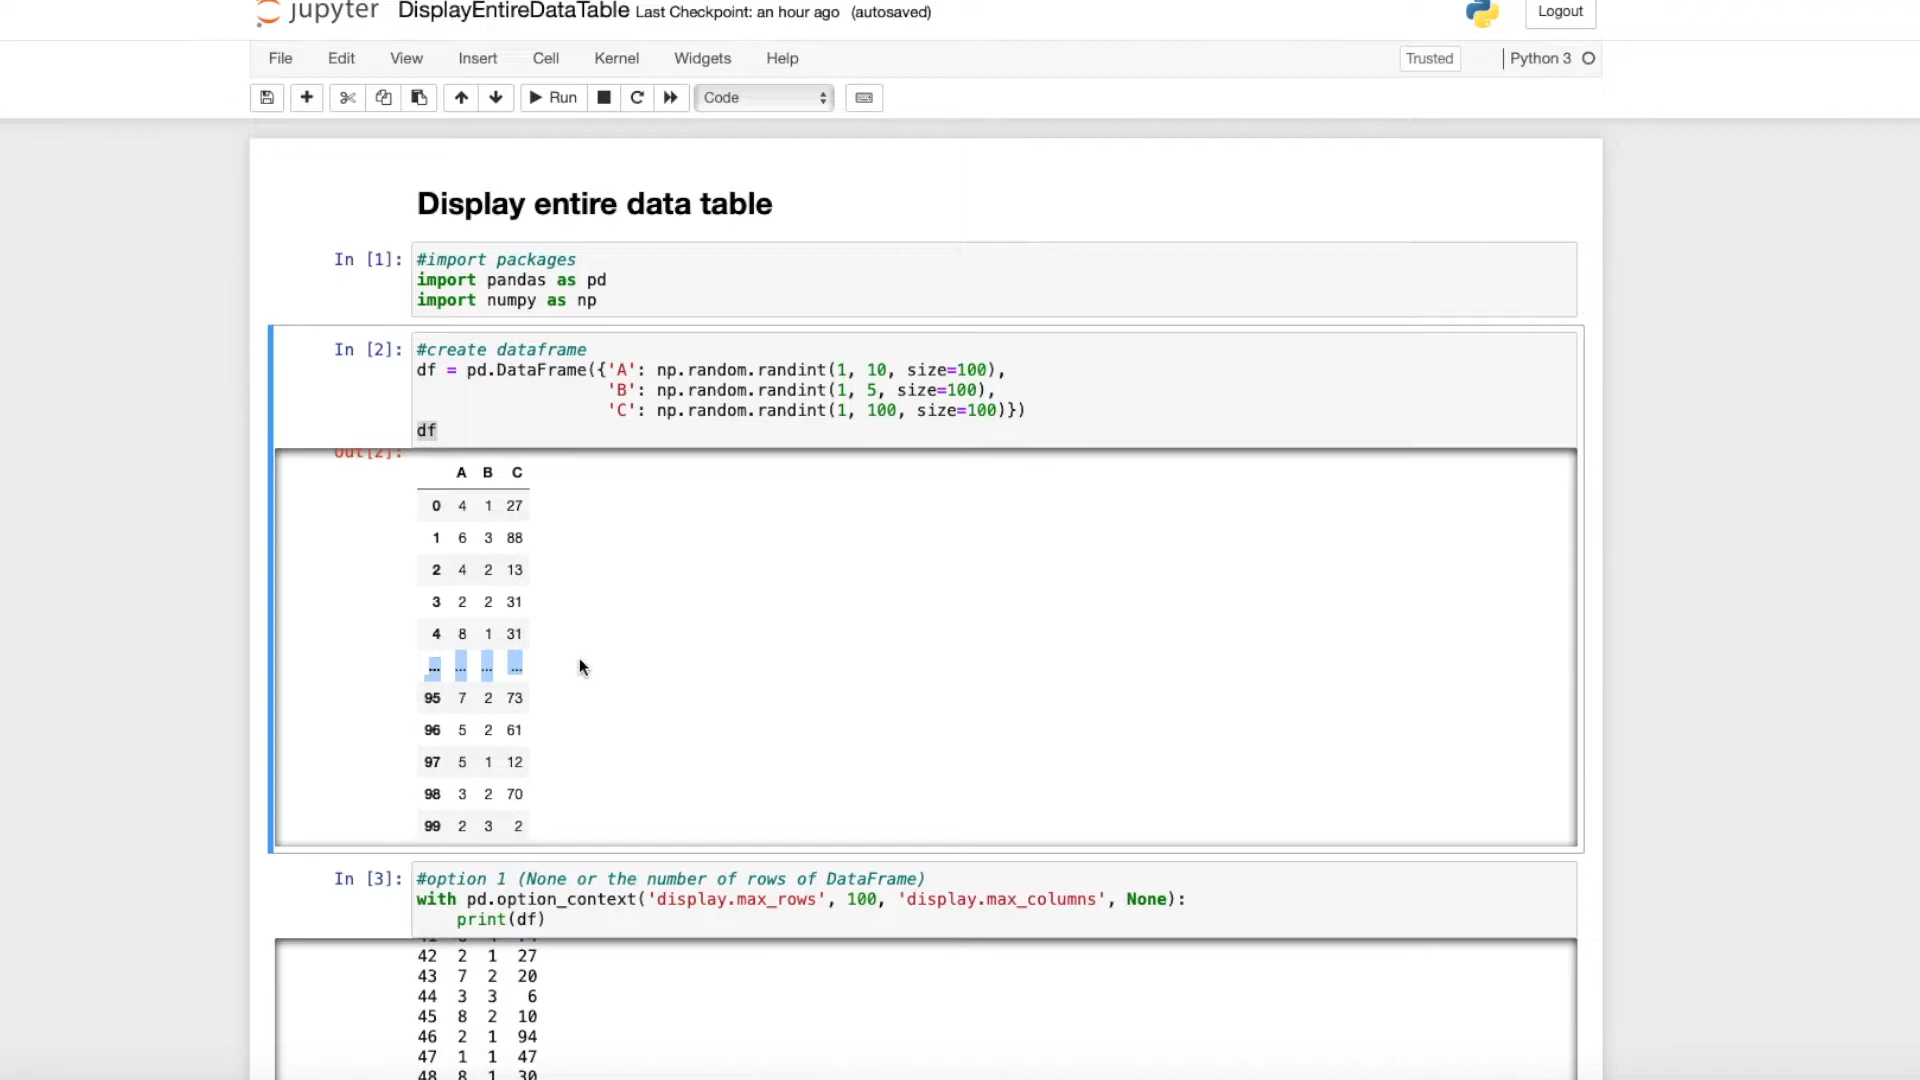 jupyter DisplayEntireDataTable Last Checkpoint: an hour ago (autosaved) Logout
File Edit View Insert Cell Kernel Widgets Help Trusted Python 3
Run Code
Display entire data table
In [1]: #import packages
import pandas as pd
import numpy as np
In [2]: #create dataframe
df = pd.DataFrame({'A': np.random.randint(1, 10, size=100),
'B': np.random.randint(1, 5, size=100),
'C': np.random.randint(1, 100, size=100)})
df
Out[2]:
A B C
0 4 1 27
1 6 3 88
2 4 2 13
3 2 2 31
4 8 1 31
... ... ... ...
95 7 2 73
96 5 2 61
97 5 1 12
98 3 2 70
99 2 3 2
In [3]: #option 1 (None or the number of rows of DataFrame)
with pd.option_context('display.max_rows', 100, 'display.max_columns', None):
print(df)
42 2 1 27
43 7 2 20
44 3 3 6
45 8 2 10
46 2 1 94
47 1 1 47
48 8 1 30